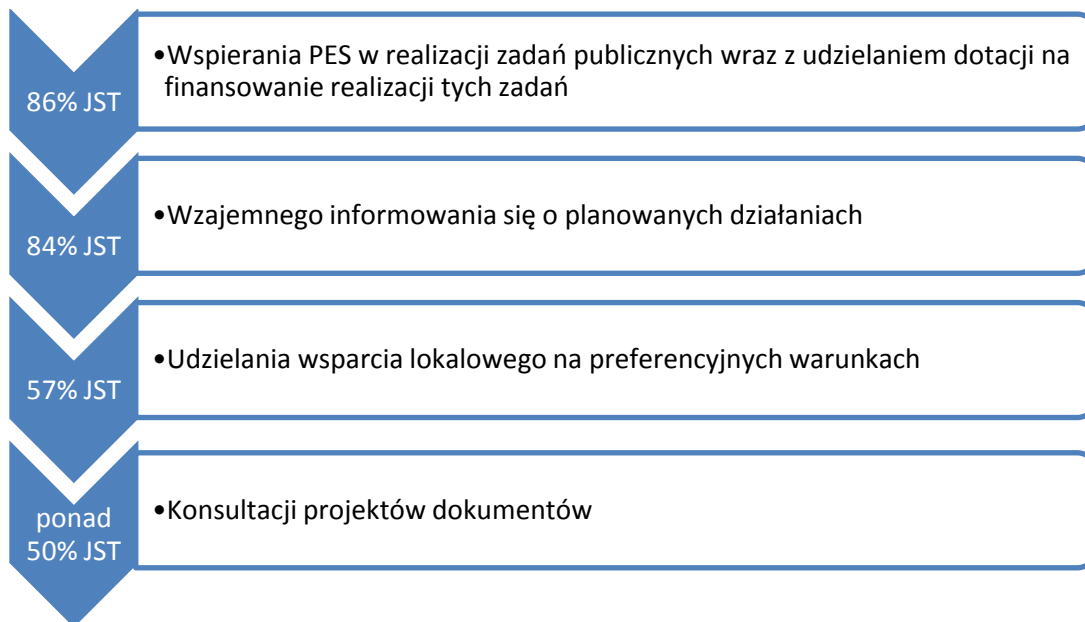 86% JST
•Wspierania PES w realizacji zadań publicznych wraz z udzielaniem dotacji na
finansowanie realizacji tych zadań
84% JST
•Wzajemnego informowania się o planowanych działaniach
57% JST
•Udzielania wsparcia lokalowego na preferencyjnych warunkach
ponad
50% JST
•Konsultacji projektów dokumentów